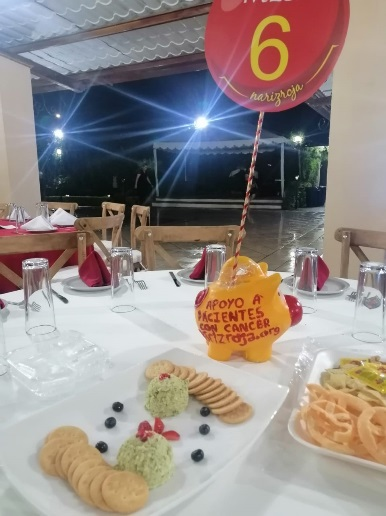 6
narizroja
APOYO A
PACIENTES
CON CANCER
narizroja.org